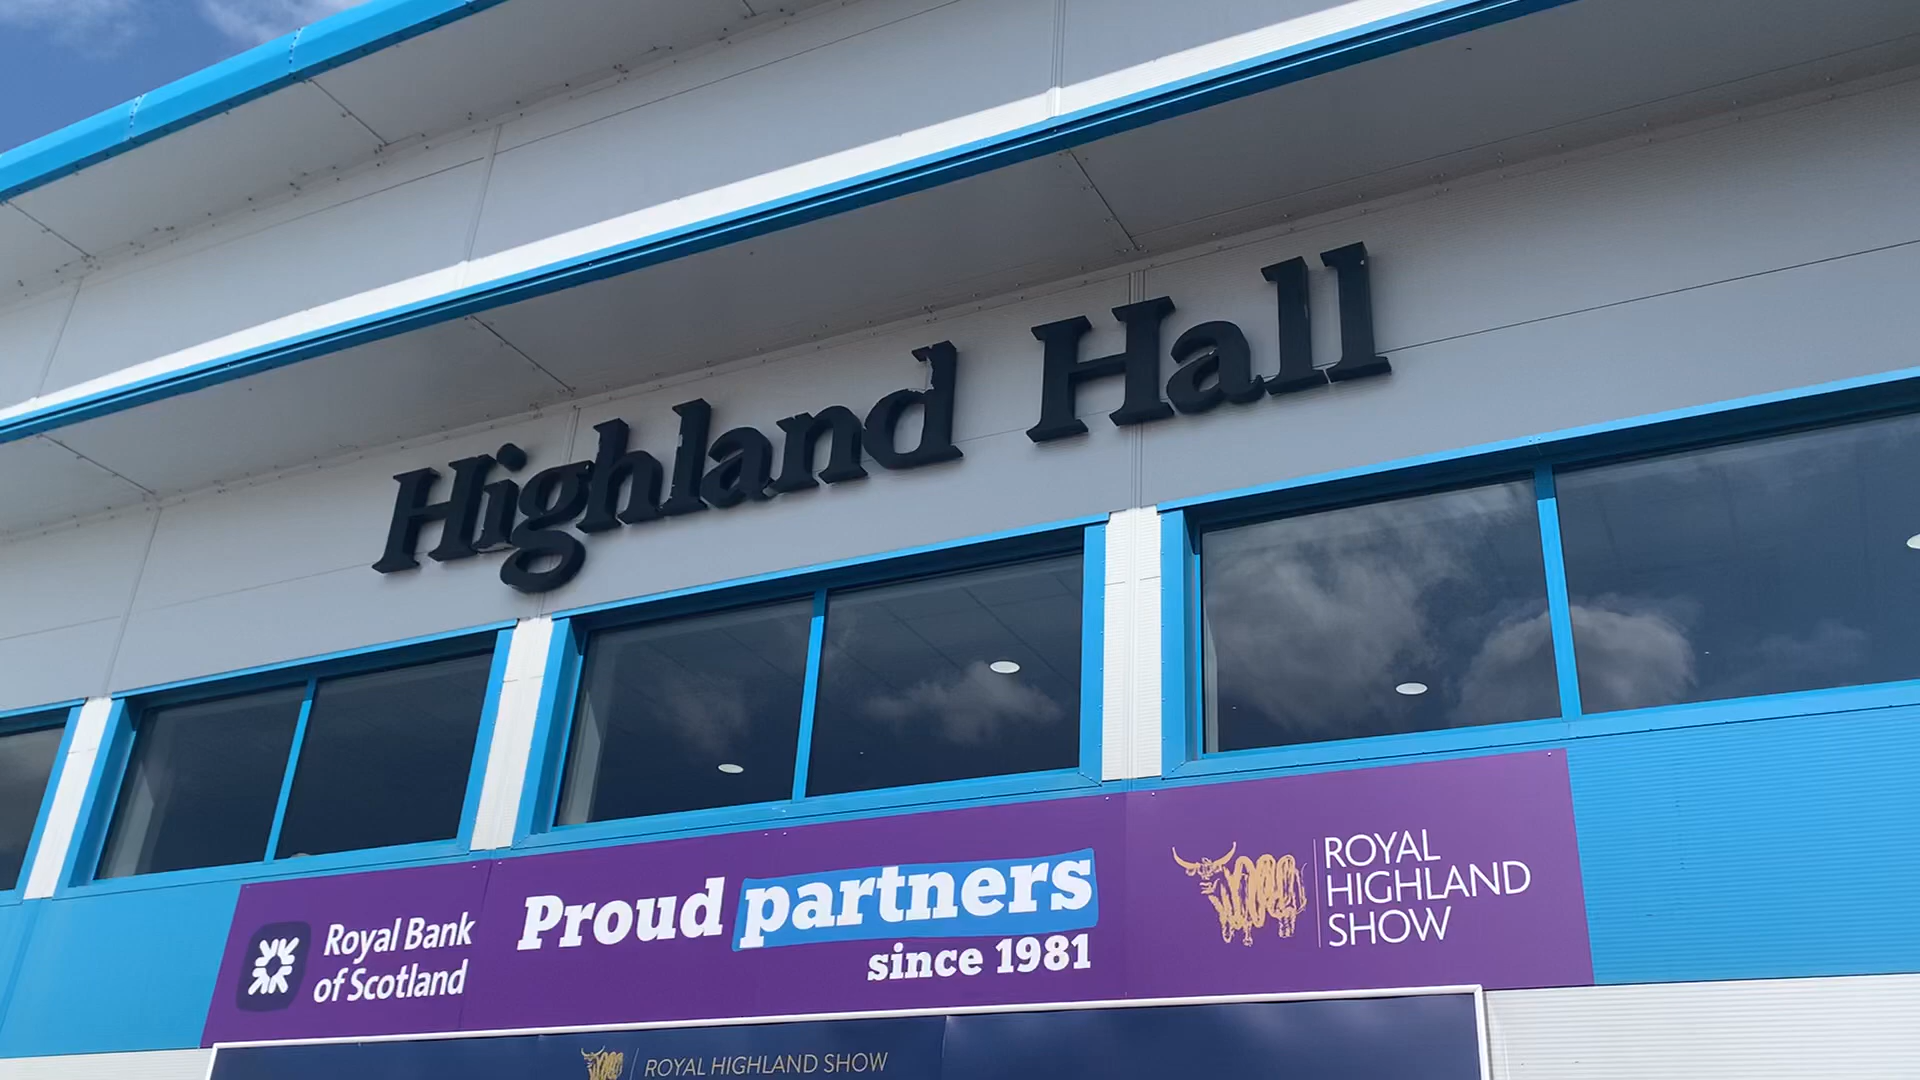 Highland Hall
Royal Bank
of Scotland
Proud partners
since 1981
ROYAL
HIGHLAND
SHOW
ROYAL HIGHLAND SHOW